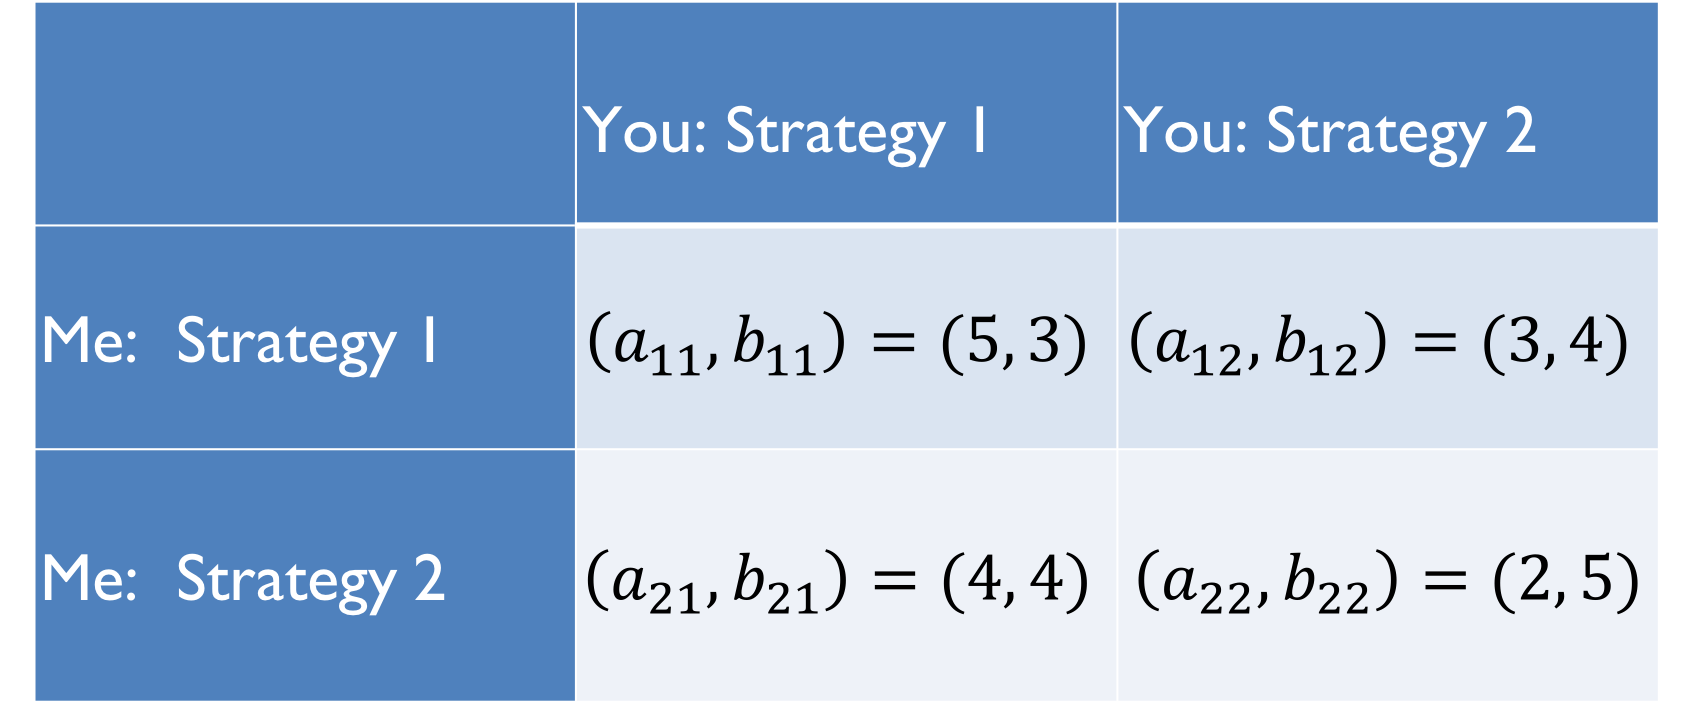 You: Strategy 1
You: Strategy 2
Me: Strategy 1
(a₁₁, b₁₁) = (5, 3)
(a₁₂, b₁₂) = (3, 4)
Me: Strategy 2
(a₂₁, b₂₁) = (4, 4)
(a₂₂, b₂₂) = (2, 5)